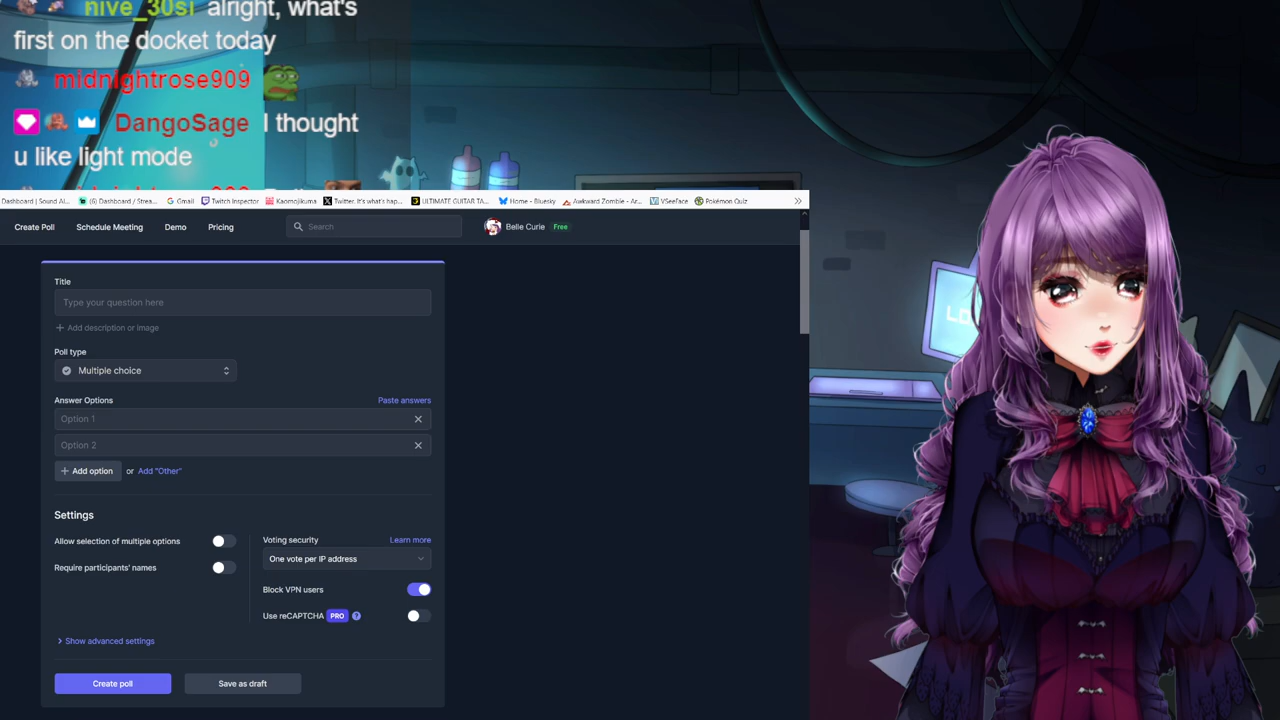 nive_30si alright, what's
first on the docket today
midnightrose909
DangoSage I thought
u like light mode
Dashboard | Sound Al...
(6) Dashboard / Strea...
Gmail
Twitch Inspector
Kaomojikuma
Twitter. It's what's hap...
ULTIMATE GUITAR TA...
Home - Bluesky
Awkward Zombie - Ar...
VSeeFace
Pokémon Quiz
Create Poll
Schedule Meeting
Demo
Pricing
Search
Belle Curie
Free
Title
Type your question here
Add description or image
Poll type
Multiple choice
Answer Options
Paste answers
Option 1
Option 2
Add option or Add "Other"
Settings
Allow selection of multiple options
Require participants' names
Voting security
Learn more
One vote per IP address
Block VPN users
Use reCAPTCHA PRO ?
Show advanced settings
Create poll
Save as draft